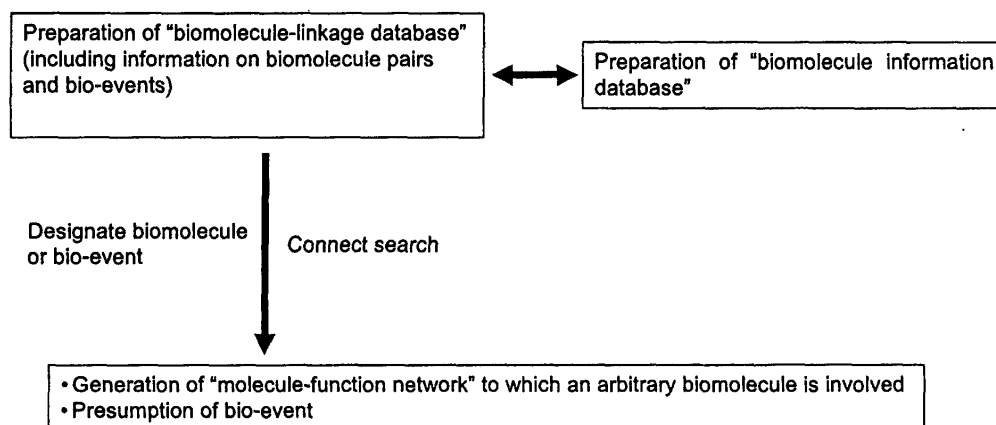 Preparation of "biomolecule-linkage database"
(including information on biomolecule pairs
and bio-events)
Preparation of "biomolecule information
database"
Designate biomolecule
or bio-event
Connect search
• Generation of "molecule-function network" to which an arbitrary biomolecule is involved
• Presumption of bio-event